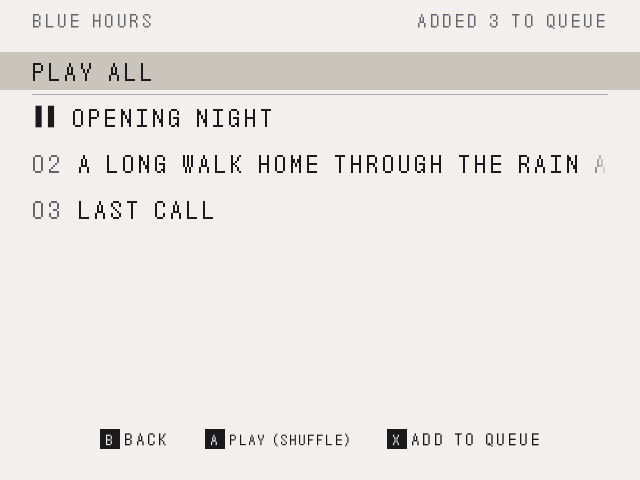 BLUE HOURS ADDED 3 TO QUEUE
PLAY ALL
OPENING NIGHT
02 A LONG WALK HOME THROUGH THE RAIN A
03 LAST CALL
B BACK A PLAY (SHUFFLE) X ADD TO QUEUE